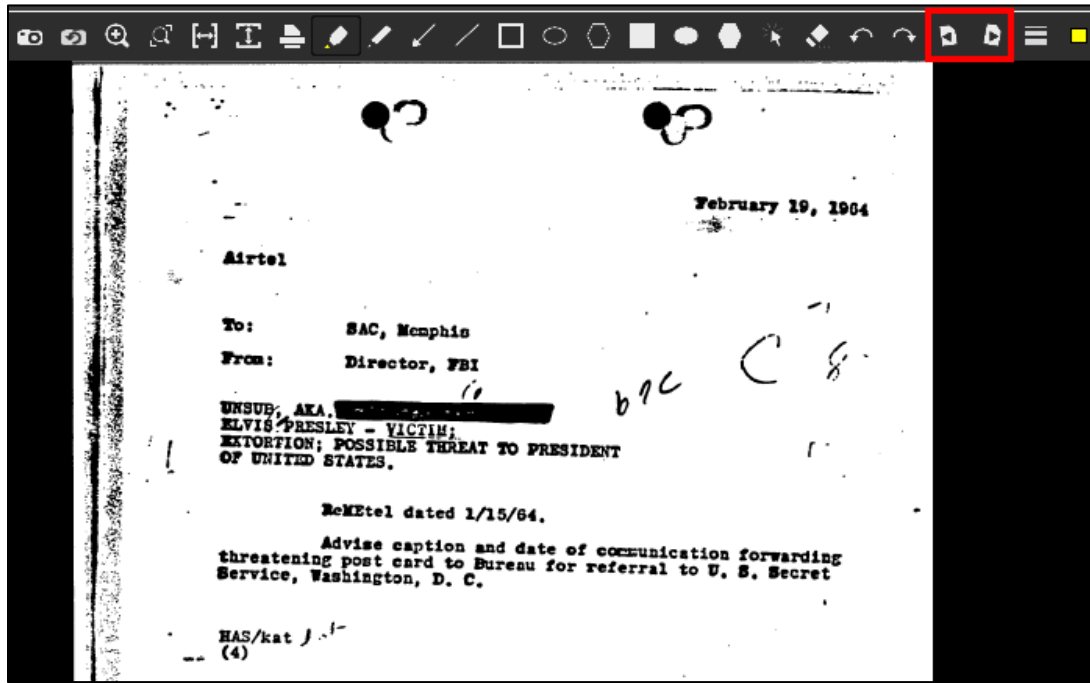 February 19, 1964
Airtel
To: SAC, Memphis
From: Director, FBI
UNSUB, AKA.
ELVIS PRESLEY - VICTIM;
EXTORTION; POSSIBLE THREAT TO PRESIDENT
OF UNITED STATES.
b7C
ReMEtel dated 1/15/64.
Advise caption and date of communication forwarding
threatening post card to Bureau for referral to U. S. Secret
Service, Washington, D. C.
HAS/kat
(4)